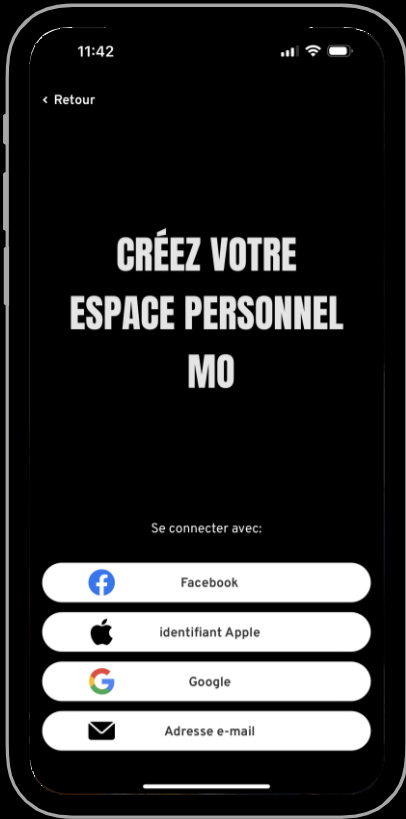 11:42
‹ Retour
CRÉEZ VOTRE
ESPACE PERSONNEL
MO
Se connecter avec:
Facebook
identifiant Apple
Google
Adresse e-mail